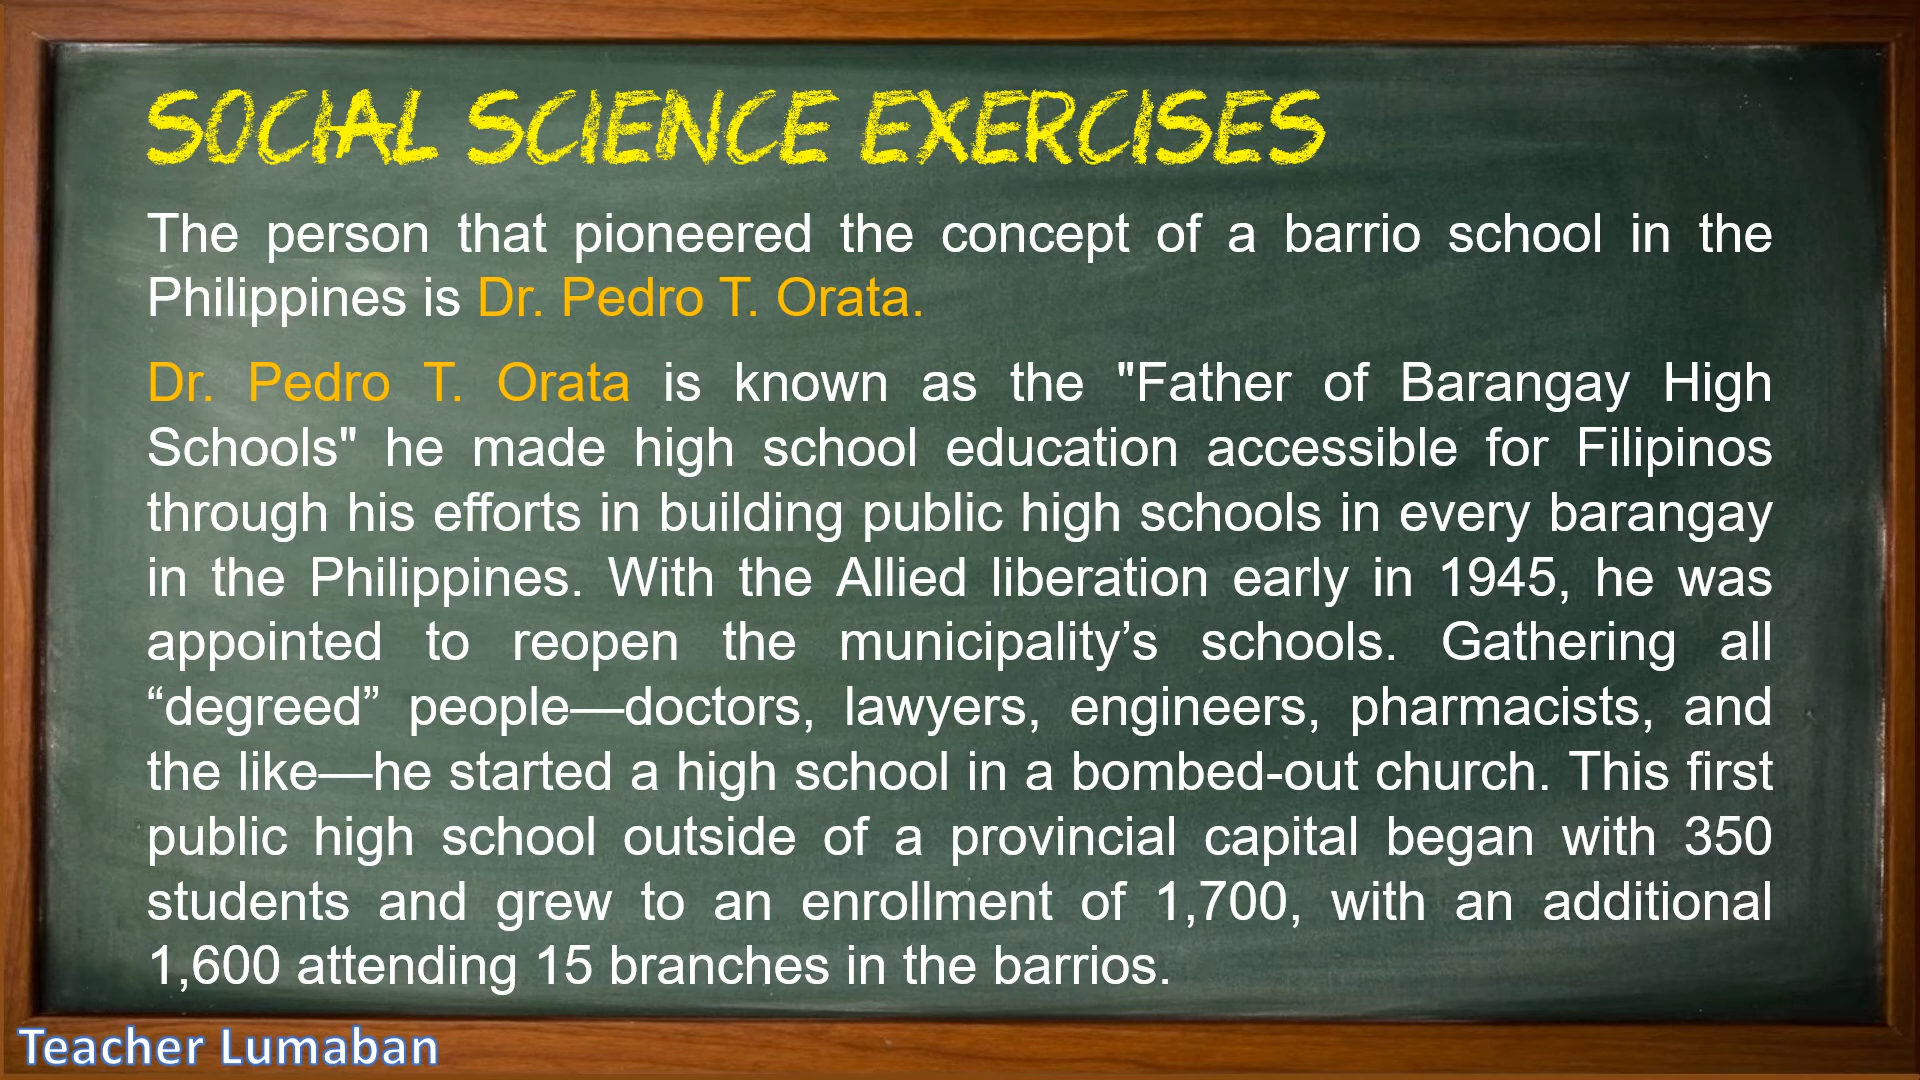 SOCIAL SCIENCE EXERCISES
The person that pioneered the concept of a barrio school in the
Philippines is Dr. Pedro T. Orata.
Dr. Pedro T. Orata is known as the "Father of Barangay High
Schools" he made high school education accessible for Filipinos
through his efforts in building public high schools in every barangay
in the Philippines. With the Allied liberation early in 1945, he was
appointed to reopen the municipality’s schools. Gathering all
“degreed” people—doctors, lawyers, engineers, pharmacists, and
the like—he started a high school in a bombed-out church. This first
public high school outside of a provincial capital began with 350
students and grew to an enrollment of 1,700, with an additional
1,600 attending 15 branches in the barrios.
Teacher Lumaban